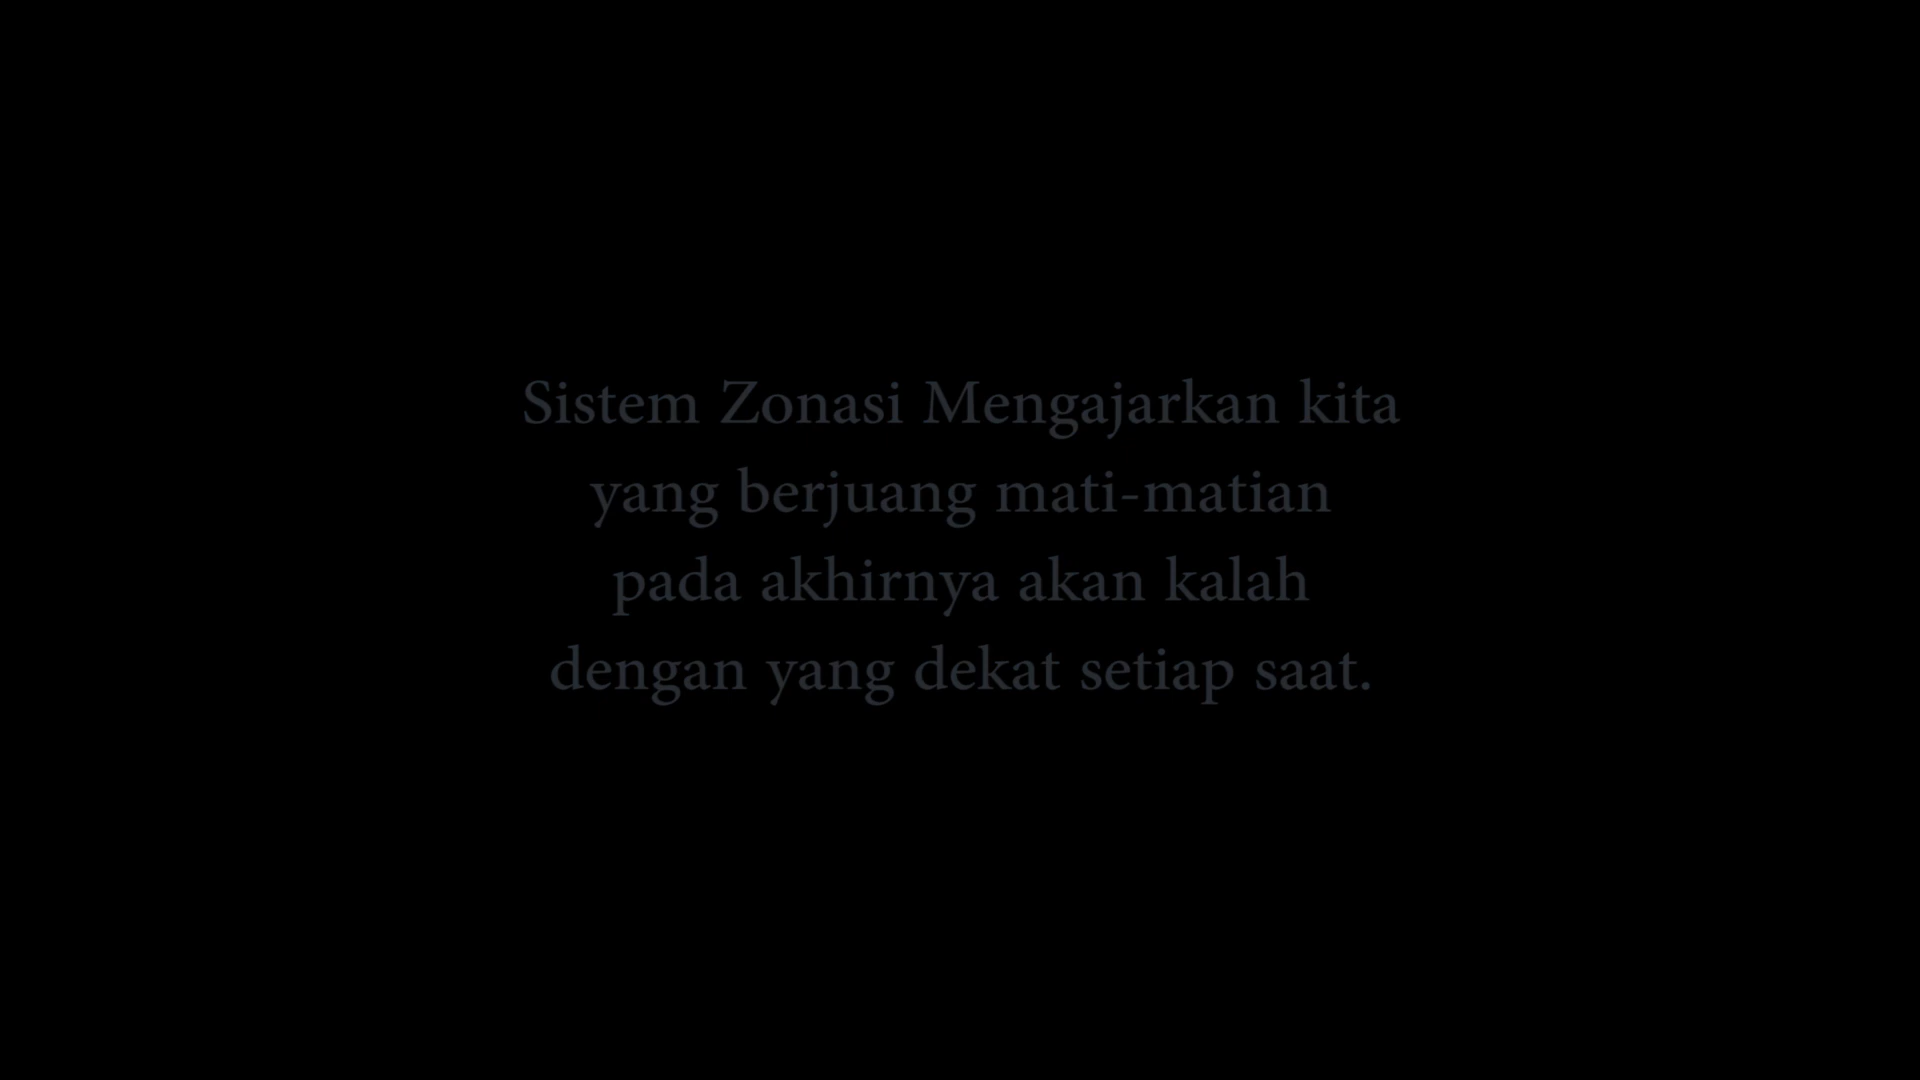 Sistem Zonasi Mengajarkan kita
yang berjuang mati-matian
pada akhirnya akan kalah
dengan yang dekat setiap saat.